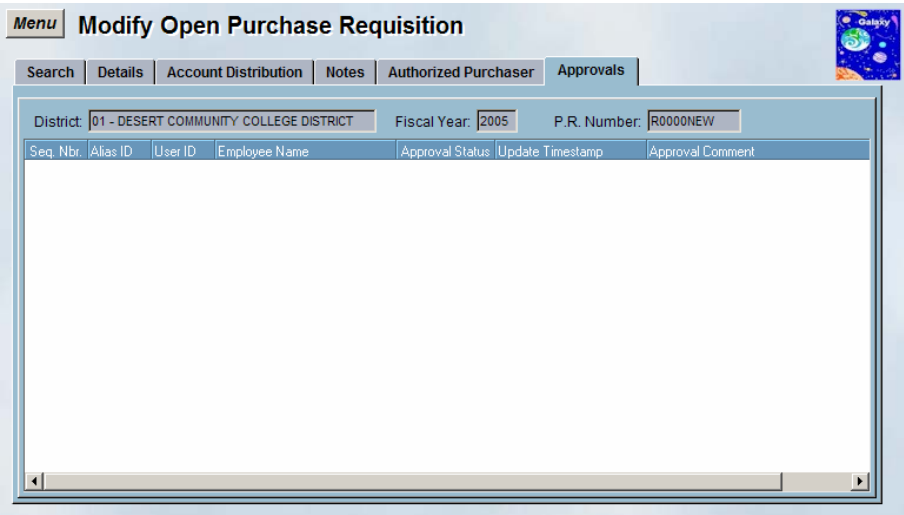 Menu Modify Open Purchase Requisition
Galaxy
Search Details Account Distribution Notes Authorized Purchaser Approvals
District: 01 - DESERT COMMUNITY COLLEGE DISTRICT Fiscal Year: 2005 P.R. Number: R0000NEW
Seq. Nbr. Alias ID User ID Employee Name Approval Status Update Timestamp Approval Comment